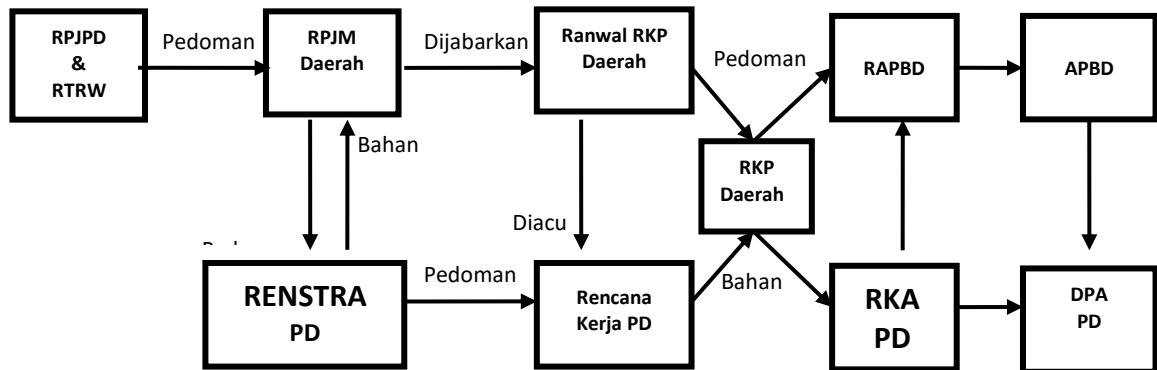 RPJPD
&
RTRW
Pedoman
RPJM
Daerah
Dijabarkan
Ranwal RKP
Daerah
Pedoman
RAPBD
APBD
Bahan
RKP
Daerah
Diacu
RENSTRA
PD
Pedoman
Rencana
Kerja PD
Bahan
RKA
PD
DPA
PD